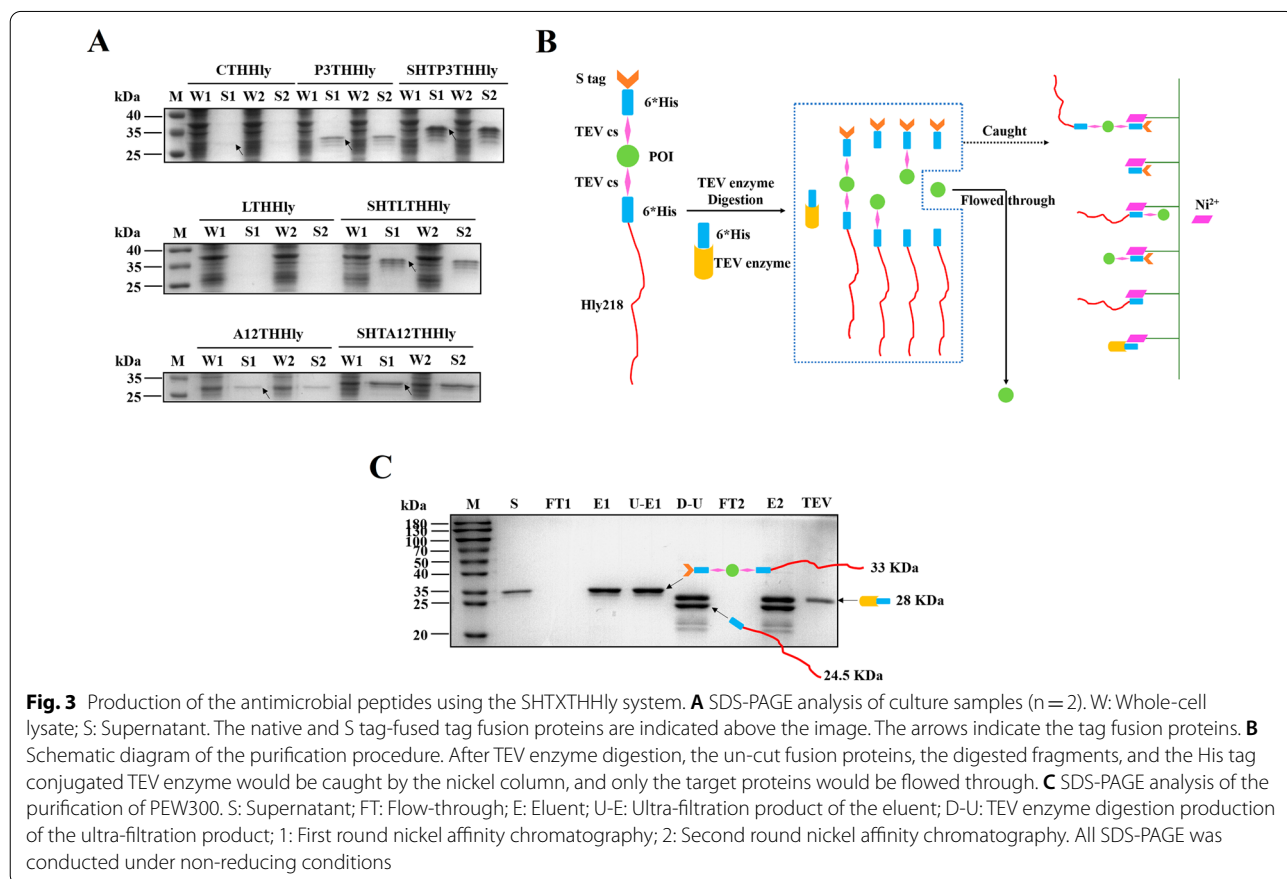 A
CTHHly P3THHly SHTP3THHly
kDa M W1 S1 W2 S2 W1 S1 W2 S2 W1 S1 W2 S2
40
35
25
LTHHly SHTLTHHly
M W1 S1 W2 S2 W1 S1 W2 S2
40
35
25
A12THHly SHTA12THHly
M W1 S1 W2 S2 W1 S1 W2 S2
35
25
B
S tag
6*His
TEV cs
POI
TEV cs
6*His
Hly218
TEV enzyme
Digestion
6*His
TEV enzyme
Caught
Flowed through
Ni2+
C
kDa M S FT1 E1 U-E1 D-U FT2 E2 TEV
180
130
100
70
50
40
35
25
20
33 KDa
28 KDa
24.5 KDa
Fig. 3 Production of the antimicrobial peptides using the SHTXTHHly system. A SDS-PAGE analysis of culture samples (n = 2). W: Whole-cell
lysate; S: Supernatant. The native and S tag-fused tag fusion proteins are indicated above the image. The arrows indicate the tag fusion proteins. B
Schematic diagram of the purification procedure. After TEV enzyme digestion, the un-cut fusion proteins, the digested fragments, and the His tag
conjugated TEV enzyme would be caught by the nickel column, and only the target proteins would be flowed through. C SDS-PAGE analysis of the
purification of PEW300. S: Supernatant; FT: Flow-through; E: Eluent; U-E: Ultra-filtration product of the eluent; D-U: TEV enzyme digestion production
of the ultra-filtration product; 1: First round nickel affinity chromatography; 2: Second round nickel affinity chromatography. All SDS-PAGE was
conducted under non-reducing conditions